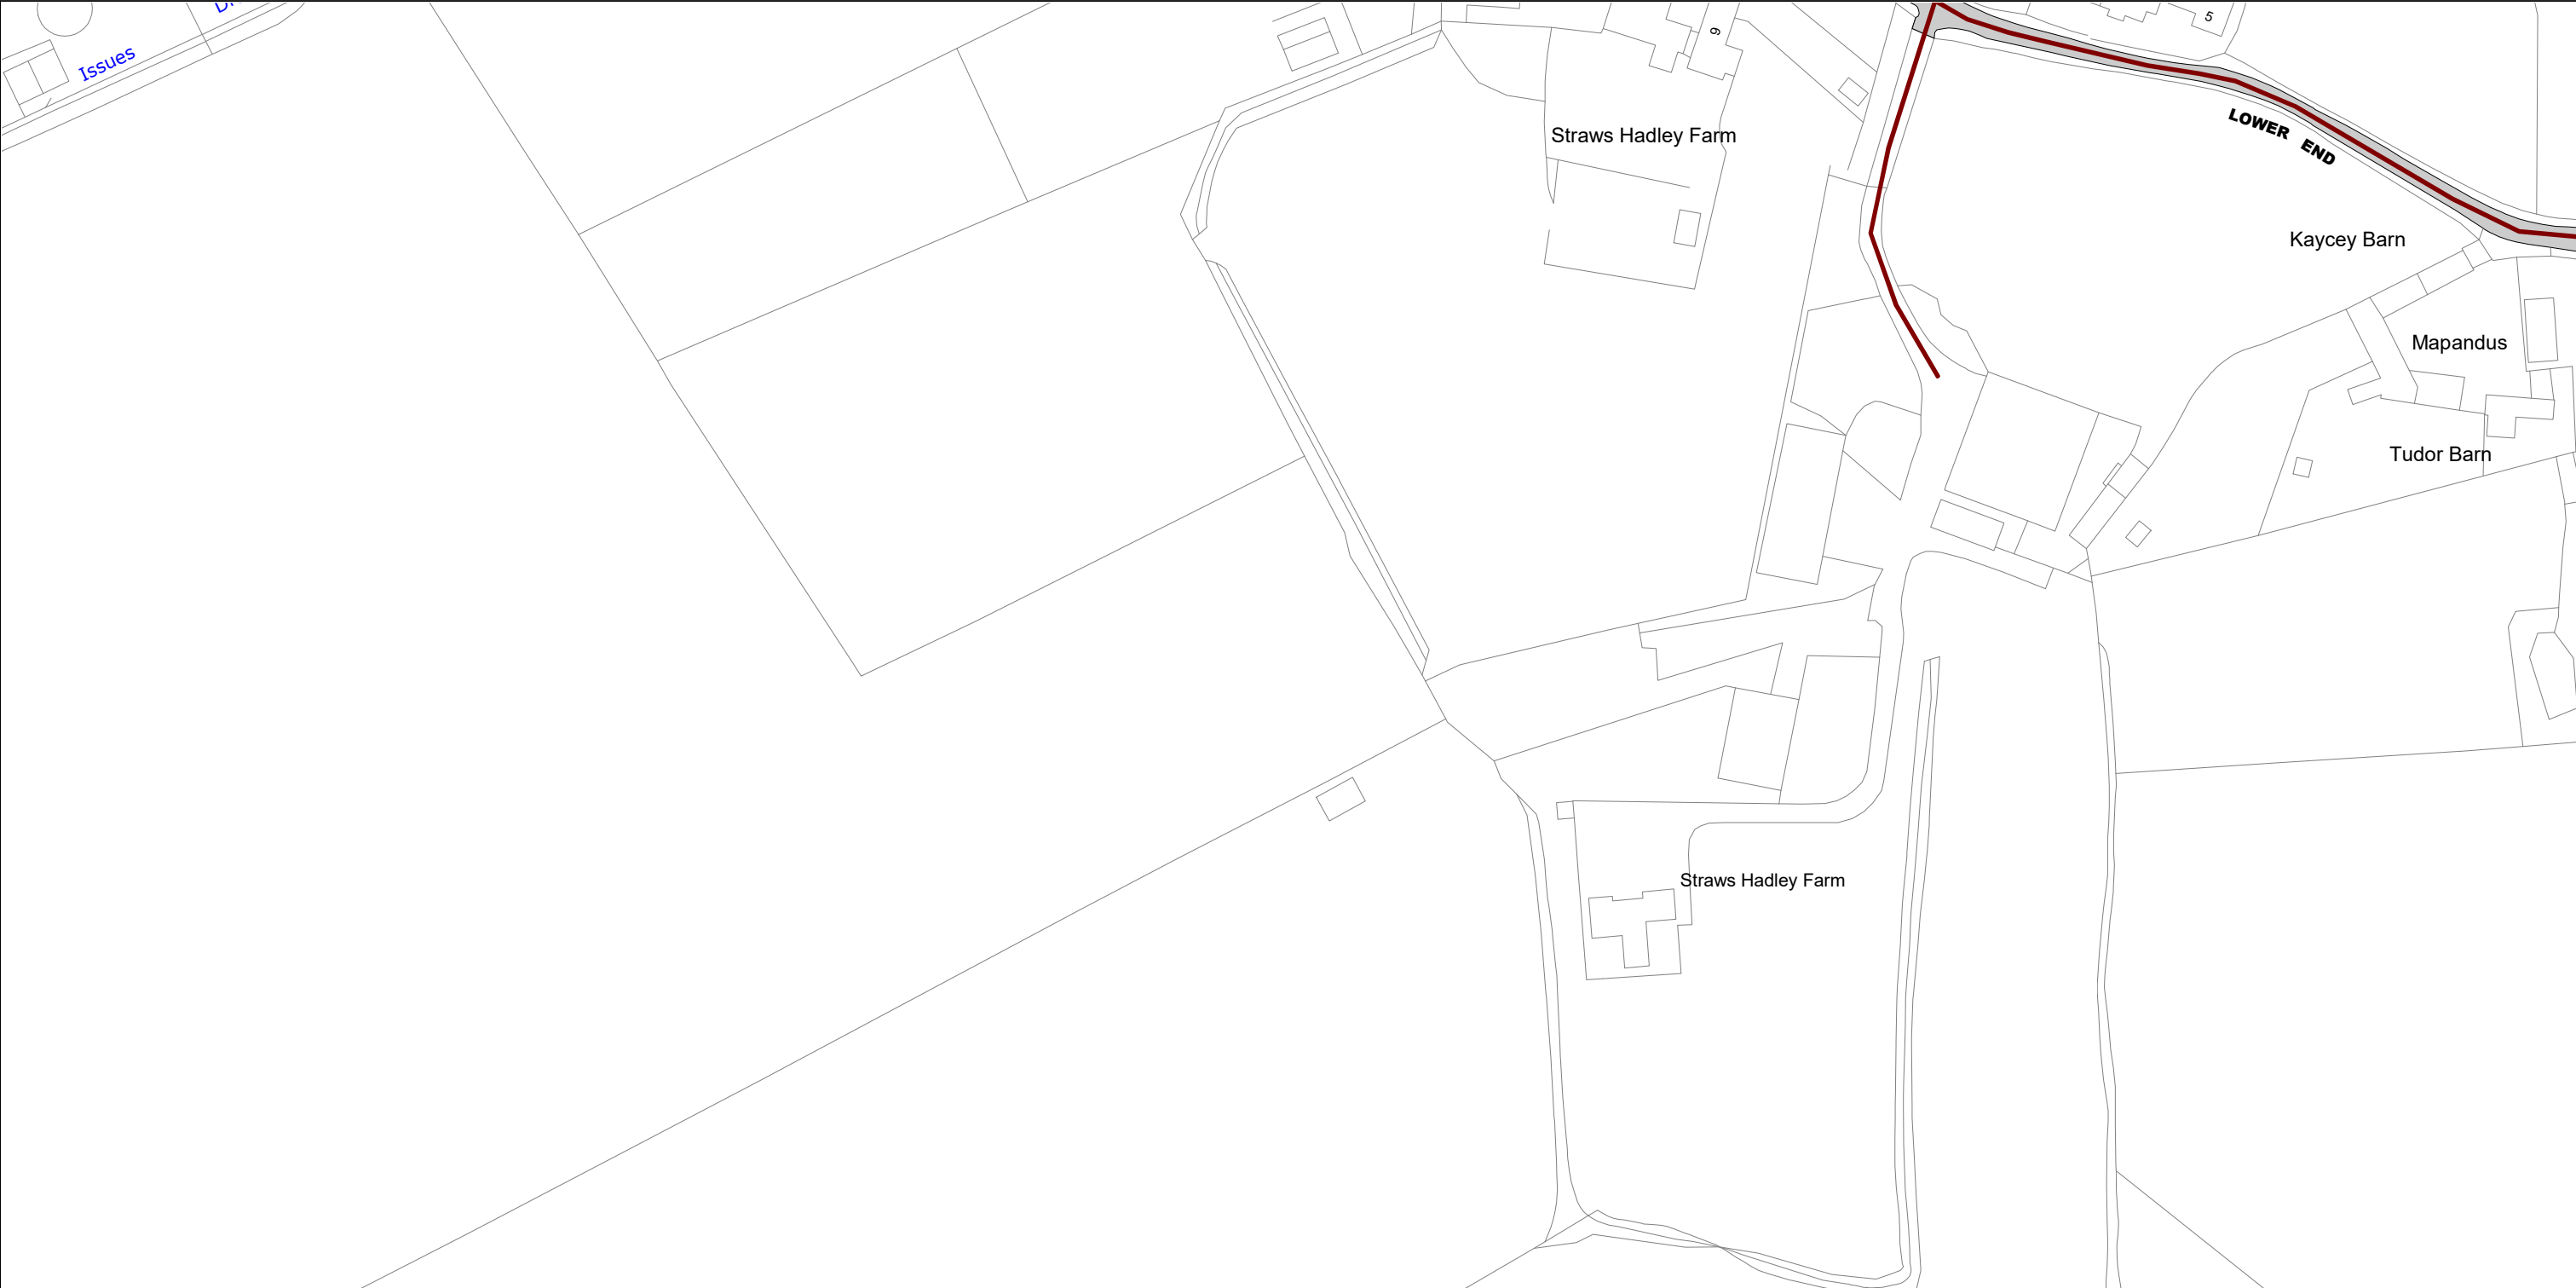 Issues
5
9
LOWER END
Straws Hadley Farm
Kaycey Barn
Mapandus
Tudor Barn
Straws Hadley Farm